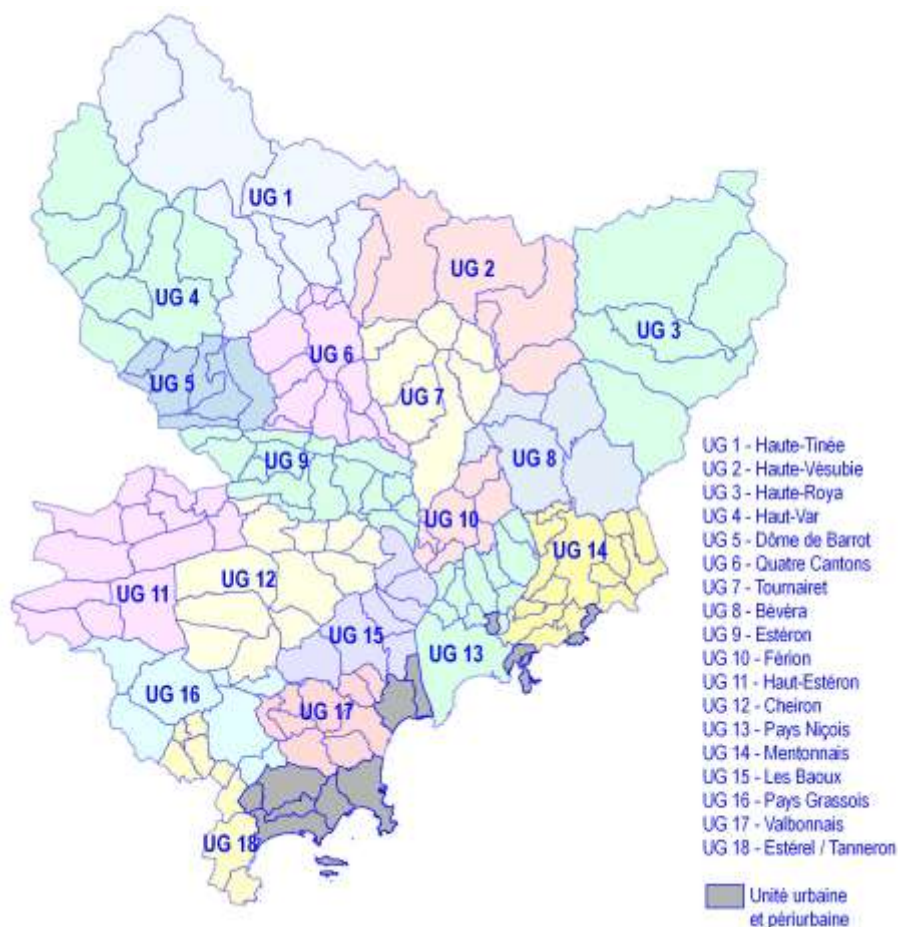 UG 1
UG 2
UG 4
UG 3
UG 6
UG 5
UG 7
UG 9
UG 8
UG 10
UG 14
UG 12
UG 11
UG 15
UG 13
UG 16
UG 17
UG 18
UG 1 - Haute-Tinée
UG 2 - Haute-Vésubie
UG 3 - Haute-Roya
UG 4 - Haut-Var
UG 5 - Dôme de Barrot
UG 6 - Quatre Cantons
UG 7 - Tournairet
UG 8 - Bévéra
UG 9 - Estéron
UG 10 - Férion
UG 11 - Haut-Estéron
UG 12 - Cheiron
UG 13 - Pays Niçois
UG 14 - Mentonnais
UG 15 - Les Baoux
UG 16 - Pays Grassois
UG 17 - Valbonnais
UG 18 - Estérel / Tanneron
Unité urbaine
et périurbaine